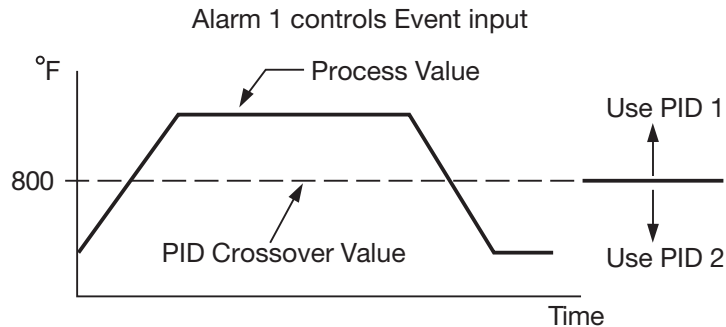 Alarm 1 controls Event input
°F
Process Value
Use PID 1
800
PID Crossover Value
Use PID 2
Time